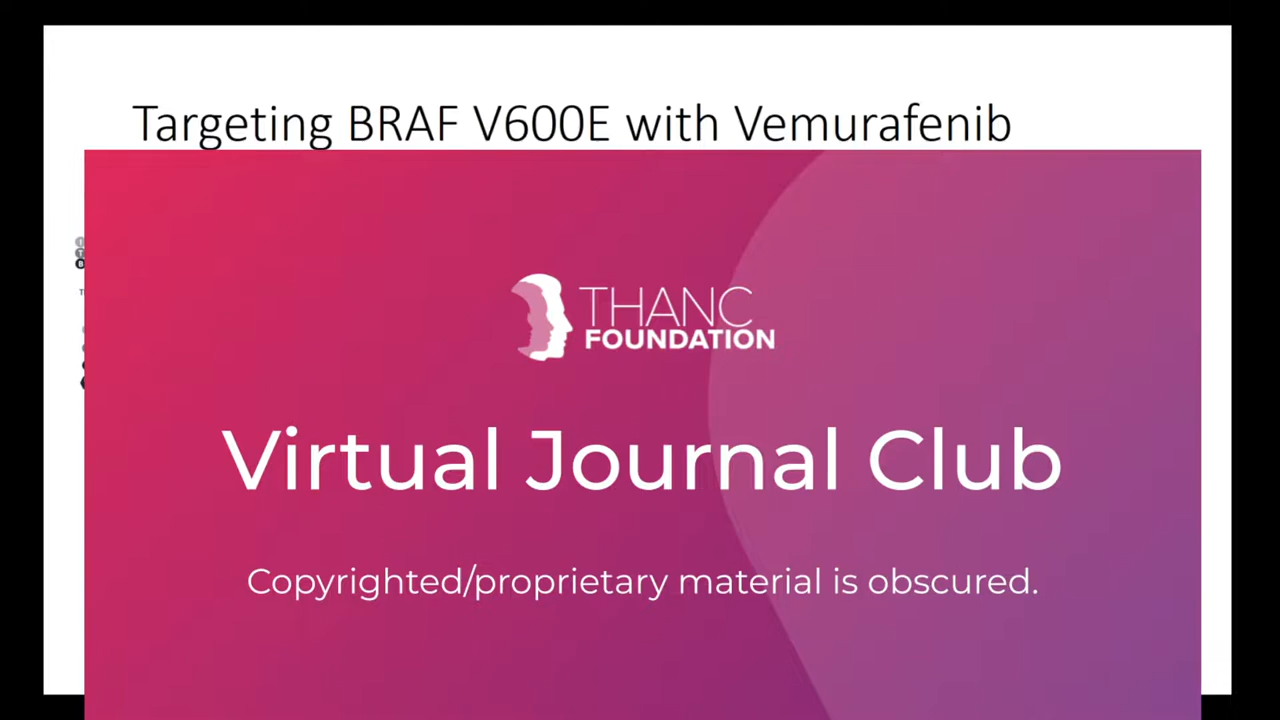 Targeting BRAF V600E with Vemurafenib
THANC
FOUNDATION
Virtual Journal Club
Copyrighted/proprietary material is obscured.